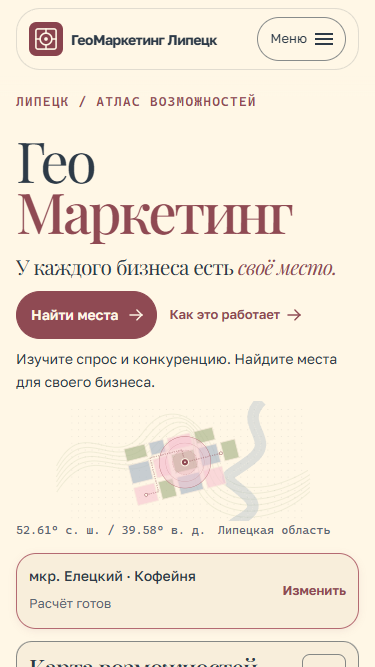 ГеоМаркетинг Липецк
Меню
ЛИПЕЦК / АТЛАС ВОЗМОЖНОСТЕЙ
Гео
Маркетинг
У каждого бизнеса есть своё место.
Найти места → Как это работает →
Изучите спрос и конкуренцию. Найдите места
для своего бизнеса.
52.61° с. ш. / 39.58° в. д. Липецкая область
мкр. Елецкий · Кофейня
Расчёт готов
Изменить
Карта возможностей